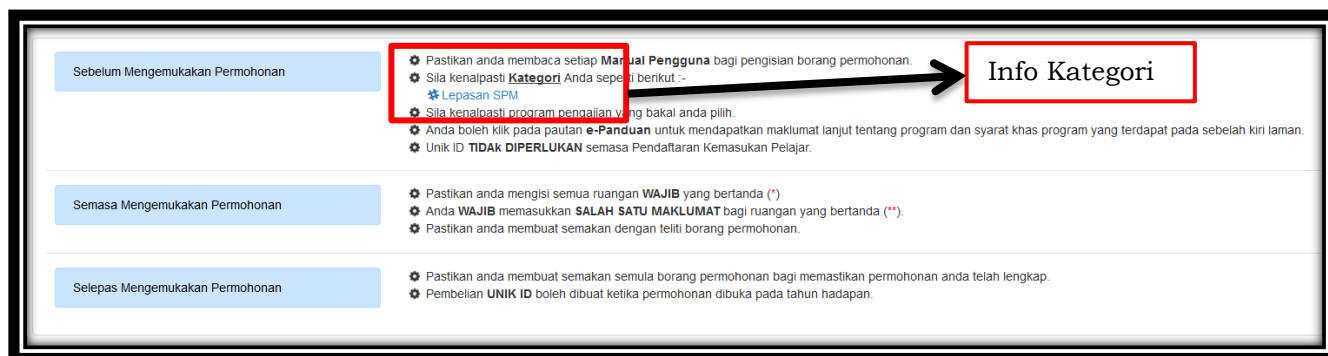 Sebelum Mengemukakan Permohonan
Pastikan anda membaca setiap Manual Pengguna bagi pengisian borang permohonan.
Sila kenalpasti Kategori Anda seperti berikut :-
Lepasan SPM
Sila kenalpasti program pengajian yang bakal anda pilih.
Anda boleh klik pada pautan e-Panduan untuk mendapatkan maklumat lanjut tentang program dan syarat khas program yang terdapat pada sebelah kiri laman.
Unik ID TIDAk DIPERLUKAN semasa Pendaftaran Kemasukan Pelajar.
Info Kategori
Semasa Mengemukakan Permohonan
Pastikan anda mengisi semua ruangan WAJIB yang bertanda (*)
Anda WAJIB memasukkan SALAH SATU MAKLUMAT bagi ruangan yang bertanda (**).
Pastikan anda membuat semakan dengan teliti borang permohonan.
Selepas Mengemukakan Permohonan
Pastikan anda membuat semakan semula borang permohonan bagi memastikan permohonan anda telah lengkap.
Pembelian UNIK ID boleh dibuat ketika permohonan dibuka pada tahun hadapan.